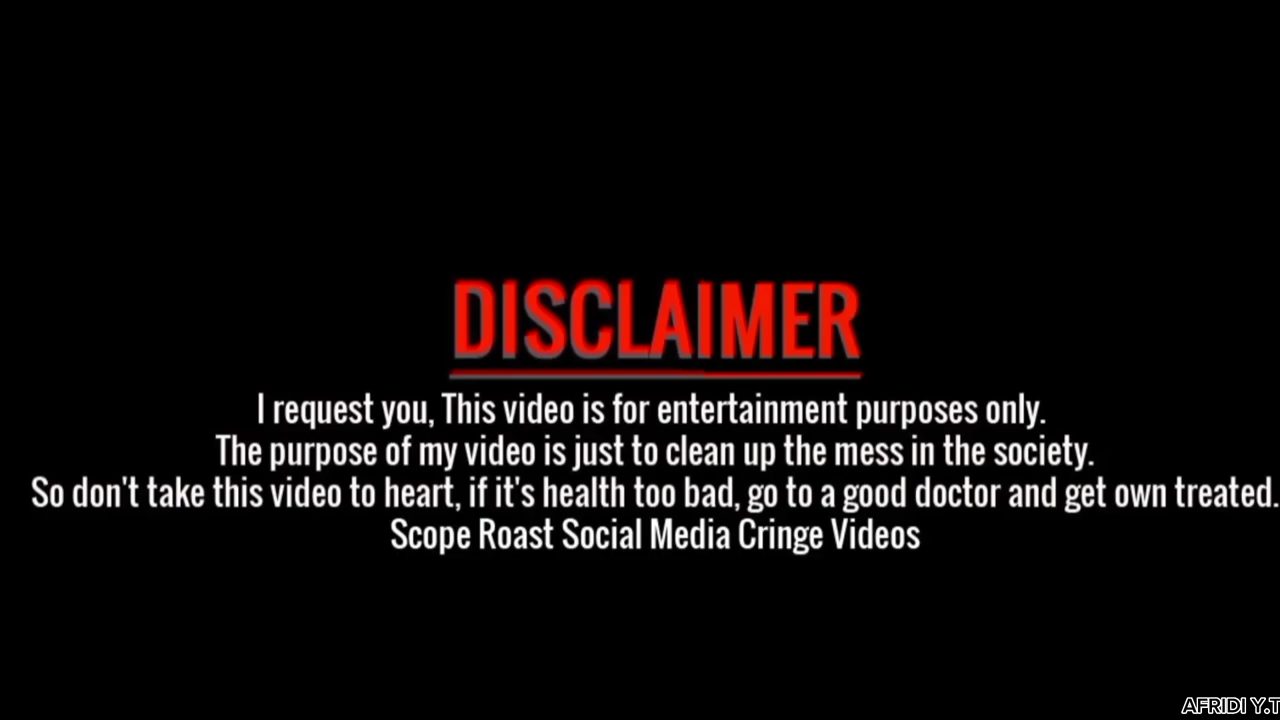 DISCLAIMER
I request you, This video is for entertainment purposes only.
The purpose of my video is just to clean up the mess in the society.
So don't take this video to heart, if it's health too bad, go to a good doctor and get own treated.
Scope Roast Social Media Cringe Videos
AFRIDI Y.T